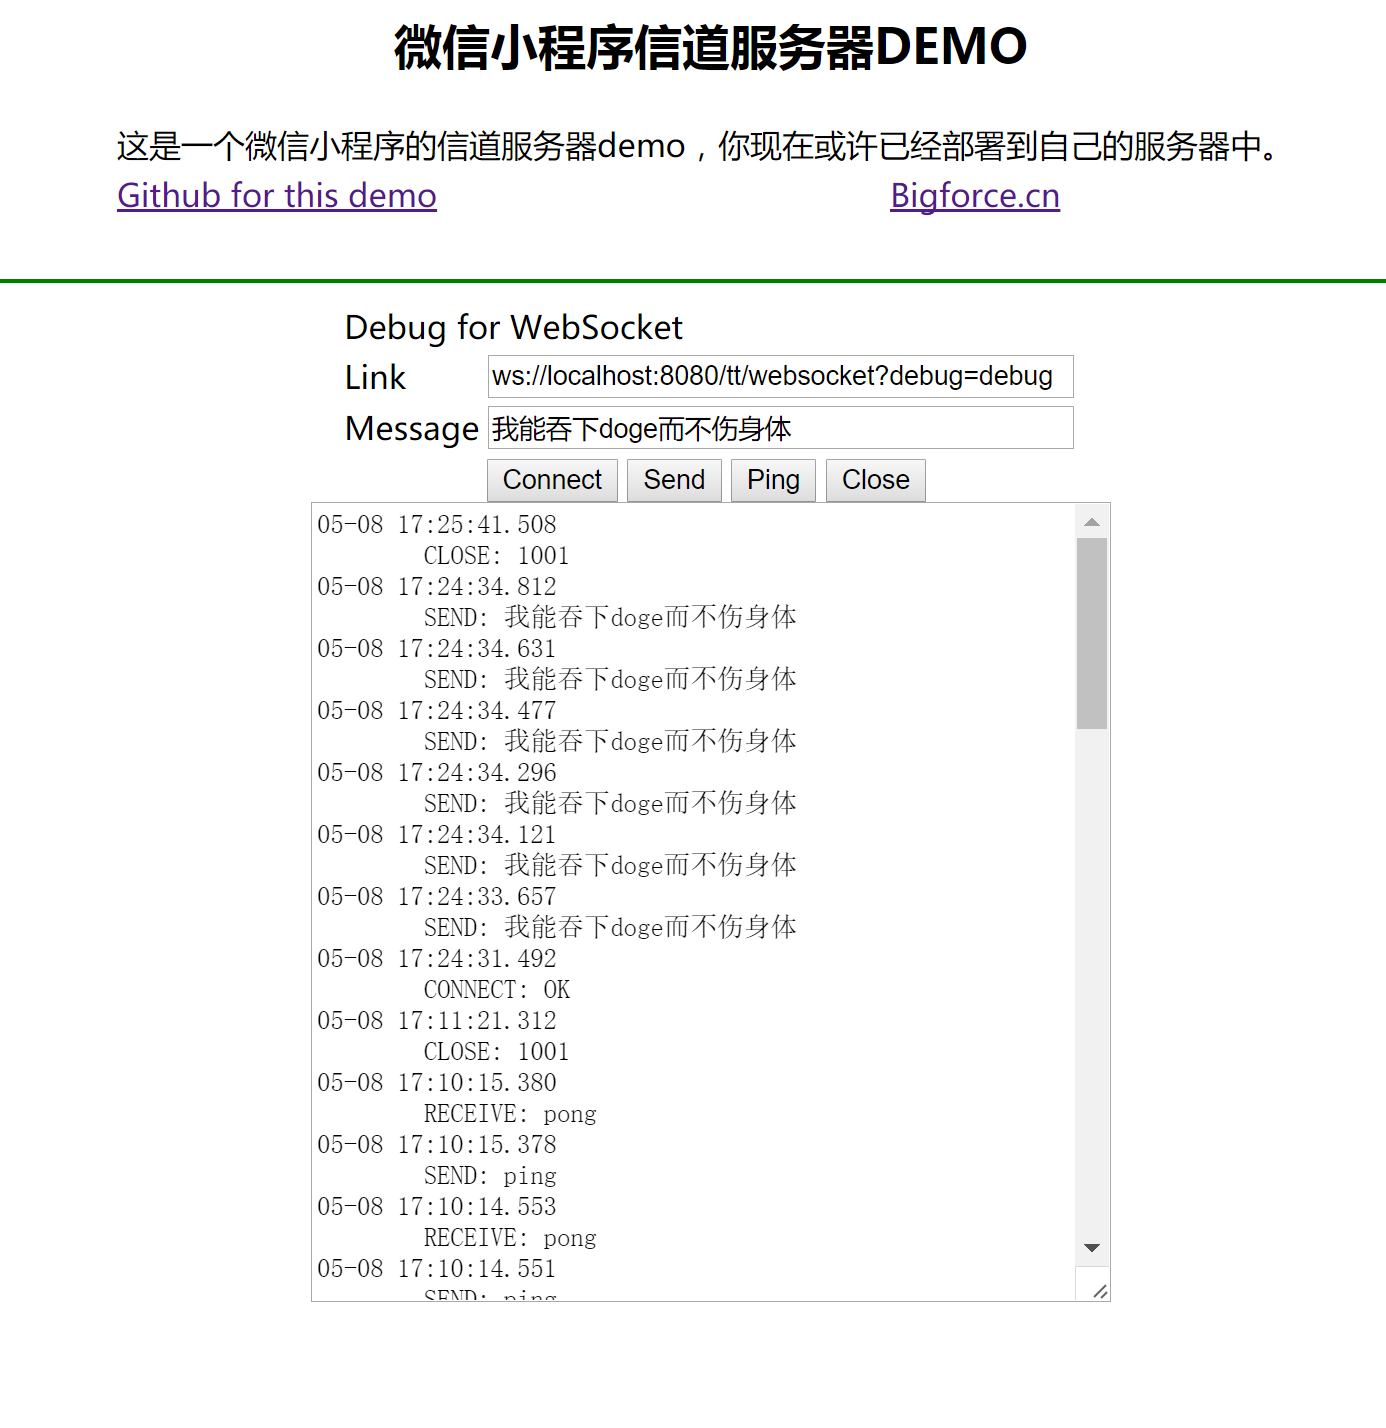 微信小程序信道服务器DEMO
这是一个微信小程序的信道服务器demo，你现在或许已经部署到自己的服务器中。
Github for this demo Bigforce.cn
Debug for WebSocket
Link ws://localhost:8080/tt/websocket?debug=debug
Message 我能吞下doge而不伤身体
Connect Send Ping Close
05-08 17:25:41.508
CLOSE: 1001
05-08 17:24:34.812
SEND: 我能吞下doge而不伤身体
05-08 17:24:34.631
SEND: 我能吞下doge而不伤身体
05-08 17:24:34.477
SEND: 我能吞下doge而不伤身体
05-08 17:24:34.296
SEND: 我能吞下doge而不伤身体
05-08 17:24:34.121
SEND: 我能吞下doge而不伤身体
05-08 17:24:33.657
SEND: 我能吞下doge而不伤身体
05-08 17:24:31.492
CONNECT: OK
05-08 17:11:21.312
CLOSE: 1001
05-08 17:10:15.380
RECEIVE: pong
05-08 17:10:15.378
SEND: ping
05-08 17:10:14.553
RECEIVE: pong
05-08 17:10:14.551
SEND: ping